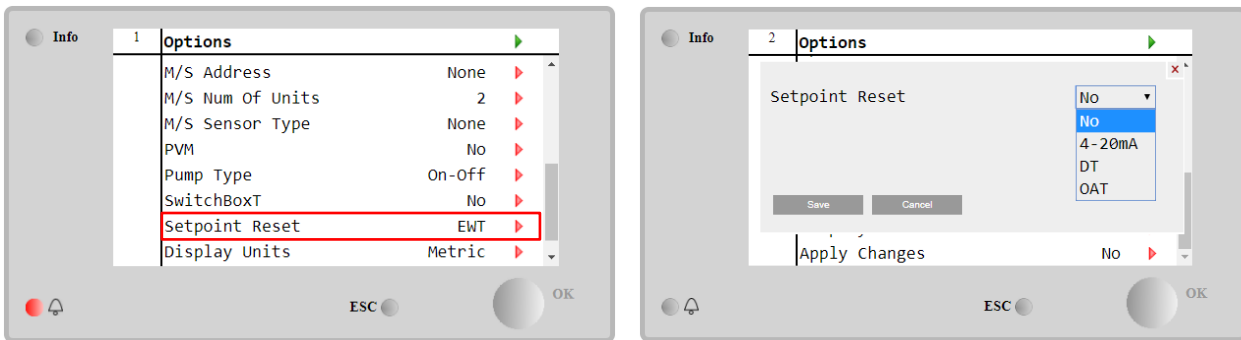 Info
1 Options
M/S Address None
M/S Num Of Units 2
M/S Sensor Type None
PVM No
Pump Type On-Off
SwitchBoxT No
Setpoint Reset EWT
Display Units Metric
ESC
OK
Info
2 Options
x
Setpoint Reset No
No
4-20mA
DT
OAT
Save Cancel
Apply Changes No
ESC
OK